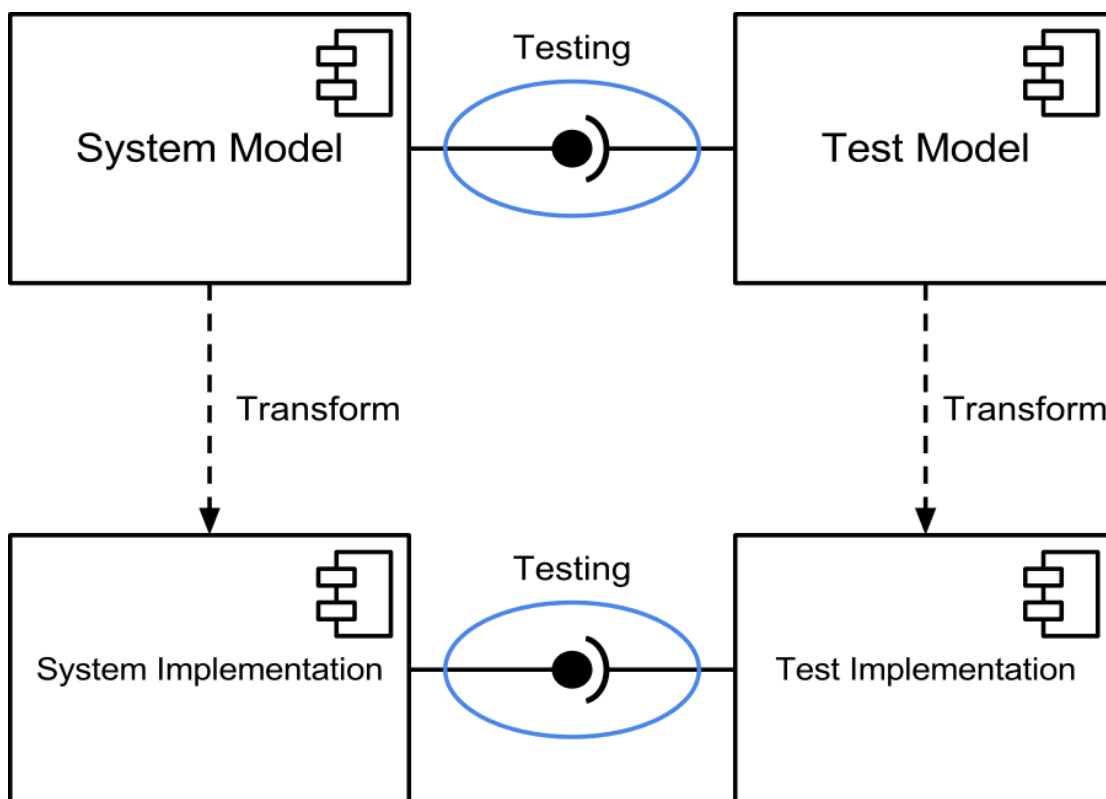 Testing
System Model
Test Model
Transform
Transform
Testing
System Implementation
Test Implementation